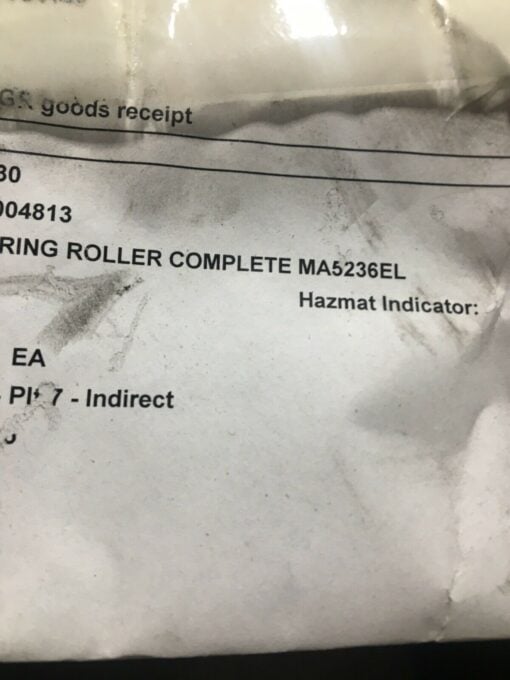 goods receipt
30
004813
RING ROLLER COMPLETE MA5236EL
Hazmat Indicator:
EA
7 - Indirect